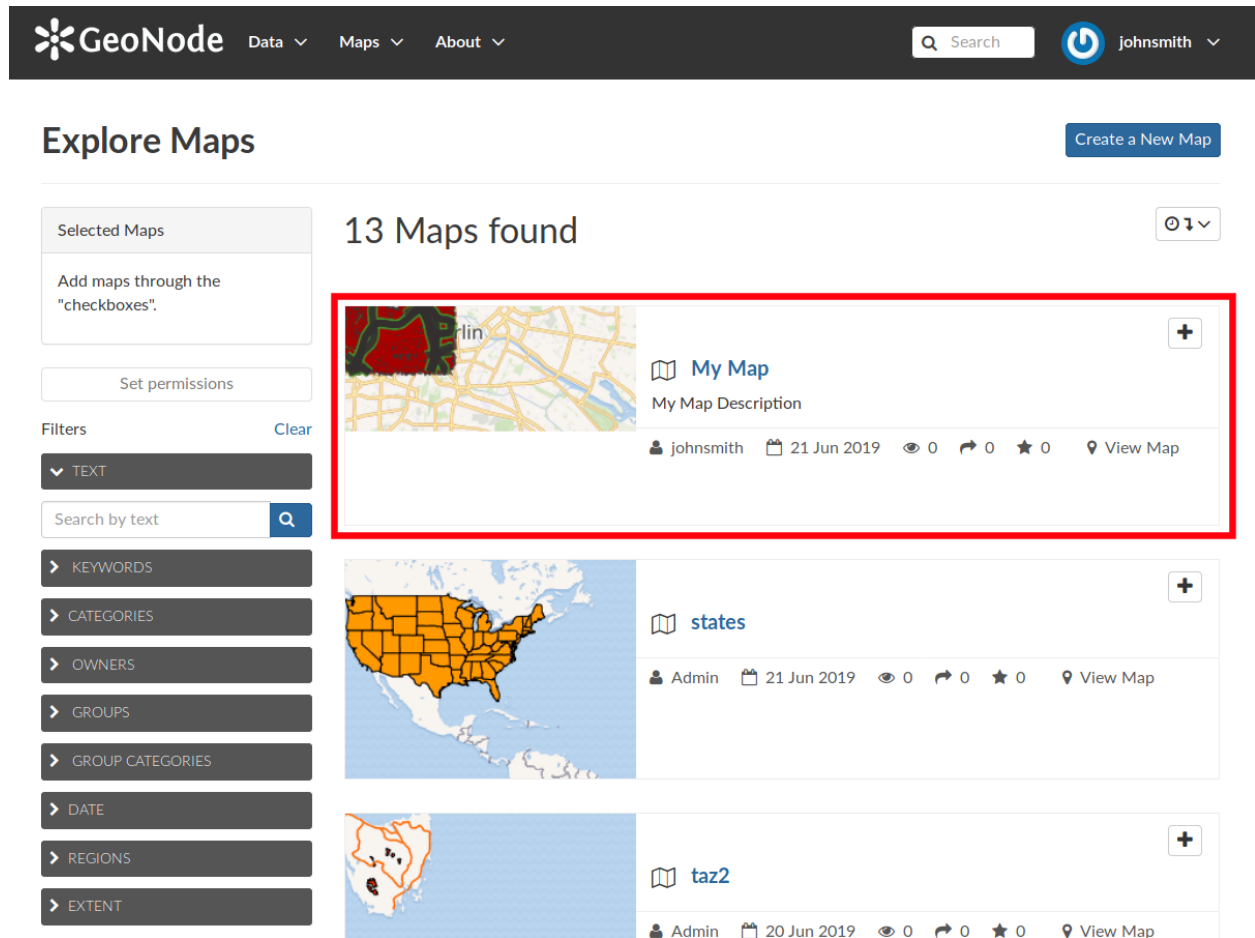 GeoNode Data Maps About Search johnsmith
Explore Maps
Create a New Map
Selected Maps
Add maps through the
"checkboxes".
Set permissions
Filters Clear
TEXT
Search by text
KEYWORDS
CATEGORIES
OWNERS
GROUPS
GROUP CATEGORIES
DATE
REGIONS
EXTENT
13 Maps found
rlin
My Map
My Map Description
johnsmith 21 Jun 2019 0 0 0 View Map
states
Admin 21 Jun 2019 0 0 0 View Map
taz2
Admin 20 Jun 2019 0 0 0 View Map